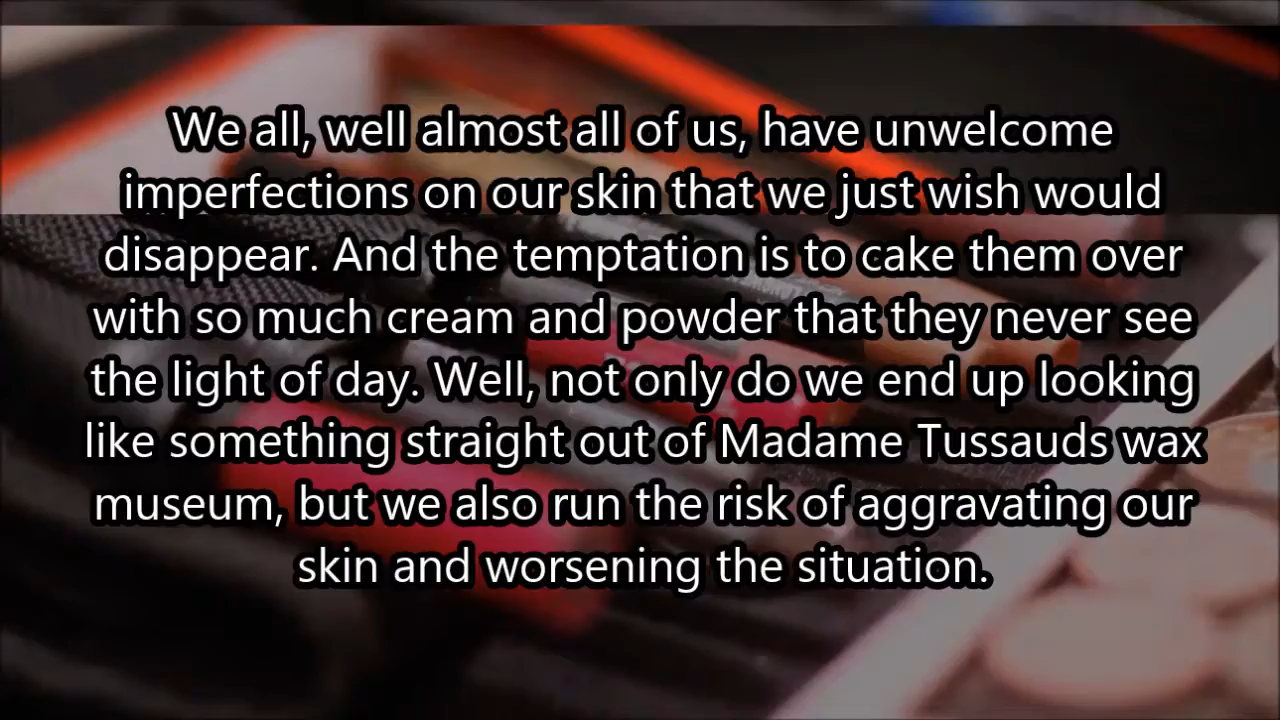 We all, well almost all of us, have unwelcome
imperfections on our skin that we just wish would
disappear. And the temptation is to cake them over
with so much cream and powder that they never see
the light of day. Well, not only do we end up looking
like something straight out of Madame Tussauds wax
museum, but we also run the risk of aggravating our
skin and worsening the situation.